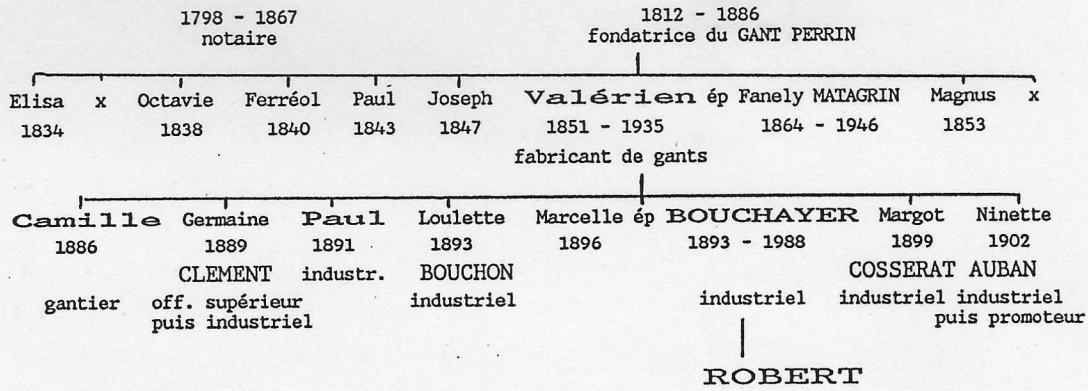 1798 - 1867 1812 - 1886
notaire fondatrice du GANT PERRIN
Elisa x Octavie Ferréol Paul Joseph Valérien ép Fanely MATAGRIN Magnus x
1834 1838 1840 1843 1847 1851 - 1935 1864 - 1946 1853
fabricant de gants
Camille Germaine Paul Loulette Marcelle ép BOUCHAYER Margot Ninette
1886 1889 1891 1893 1896 1893 - 1988 1899 1902
CLEMENT industr. BOUCHON COSSERAT AUBAN
gantier off. supérieur industriel industriel industriel industriel
puis industriel puis promoteur
ROBERT